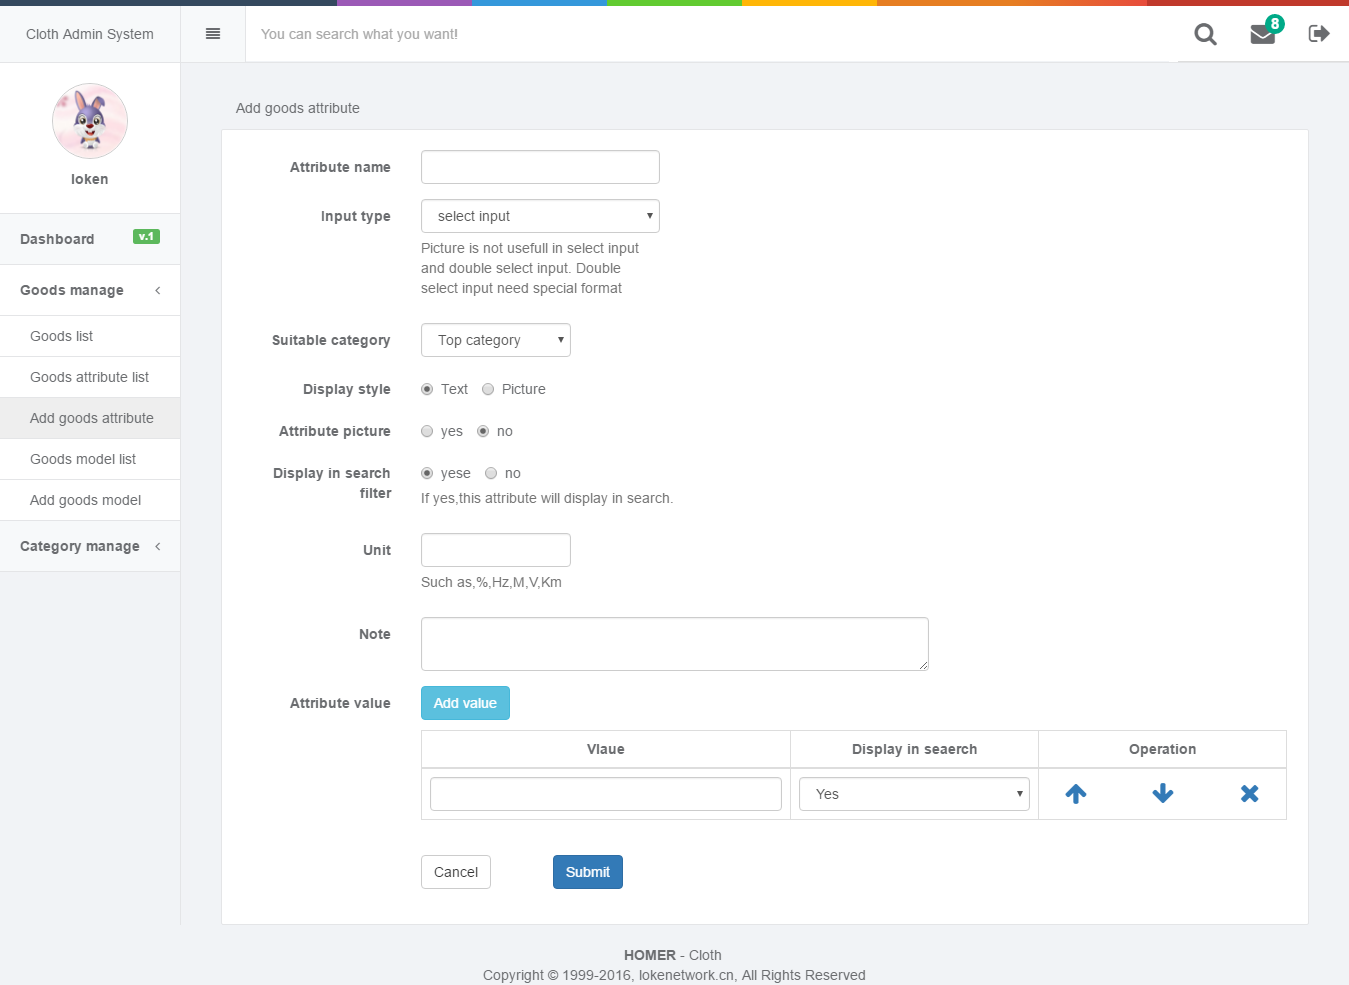 Cloth Admin System
You can search what you want!
8
loken
Dashboard
v.1
Goods manage
Goods list
Goods attribute list
Add goods attribute
Goods model list
Add goods model
Category manage
Add goods attribute
Attribute name
Input type
select input
Picture is not usefull in select input
and double select input. Double
select input need special format
Suitable category
Top category
Display style
Text
Picture
Attribute picture
yes
no
Display in search
filter
yese
no
If yes,this attribute will display in search.
Unit
Such as,%,Hz,M,V,Km
Note
Attribute value
Add value
Vlaue
Display in seaerch
Operation
Yes
Cancel
Submit
HOMER - Cloth
Copyright © 1999-2016, lokenetwork.cn, All Rights Reserved